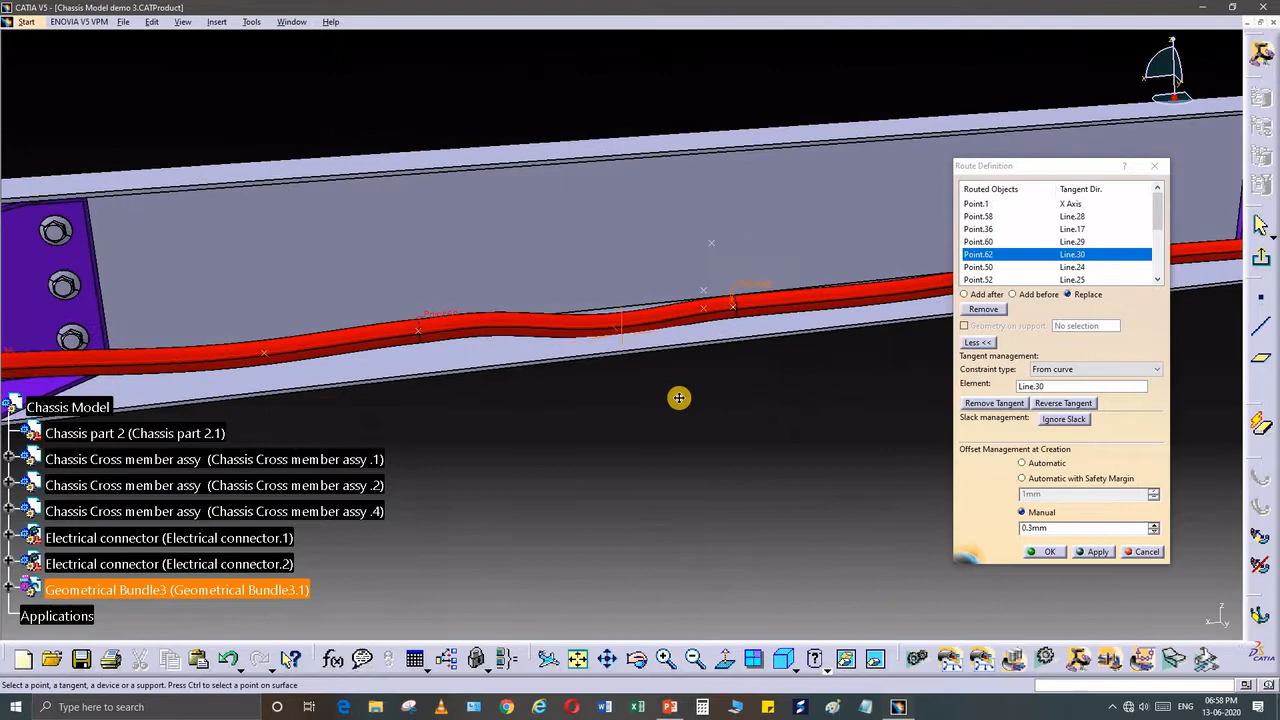 CATIA V5 - [Chassis Model demo 3.CATProduct]
Start ENOVIA V5 VPM File Edit View Insert Tools Window Help
Route Definition ?
Routed Objects Tangent Dir.
Point.1 X Axis
Point.58 Line.28
Point.36 Line.17
Point.60 Line.29
Point.62 Line.30
Point.50 Line.24
Point.52 Line.25
Add after Add before Replace
Remove
Geometry on support No selection
Less <<
Tangent management:
Constraint type: From curve
Element: Line.30
Remove Tangent Reverse Tangent
Slack management: Ignore Slack
Offset Management at Creation
Automatic
Automatic with Safety Margin
1mm
Manual
0.3mm
OK Apply Cancel
Chassis Model
Chassis part 2 (Chassis part 2.1)
Chassis Cross member assy (Chassis Cross member assy .1)
Chassis Cross member assy (Chassis Cross member assy .2)
Chassis Cross member assy (Chassis Cross member assy .4)
Electrical connector (Electrical connector.1)
Electrical connector (Electrical connector.2)
Geometrical Bundle3 (Geometrical Bundle3.1)
Applications
Select a point, a tangent, a device or a support. Press Ctrl to select a point on surface
Type here to search
06:58 PM
13-06-2020